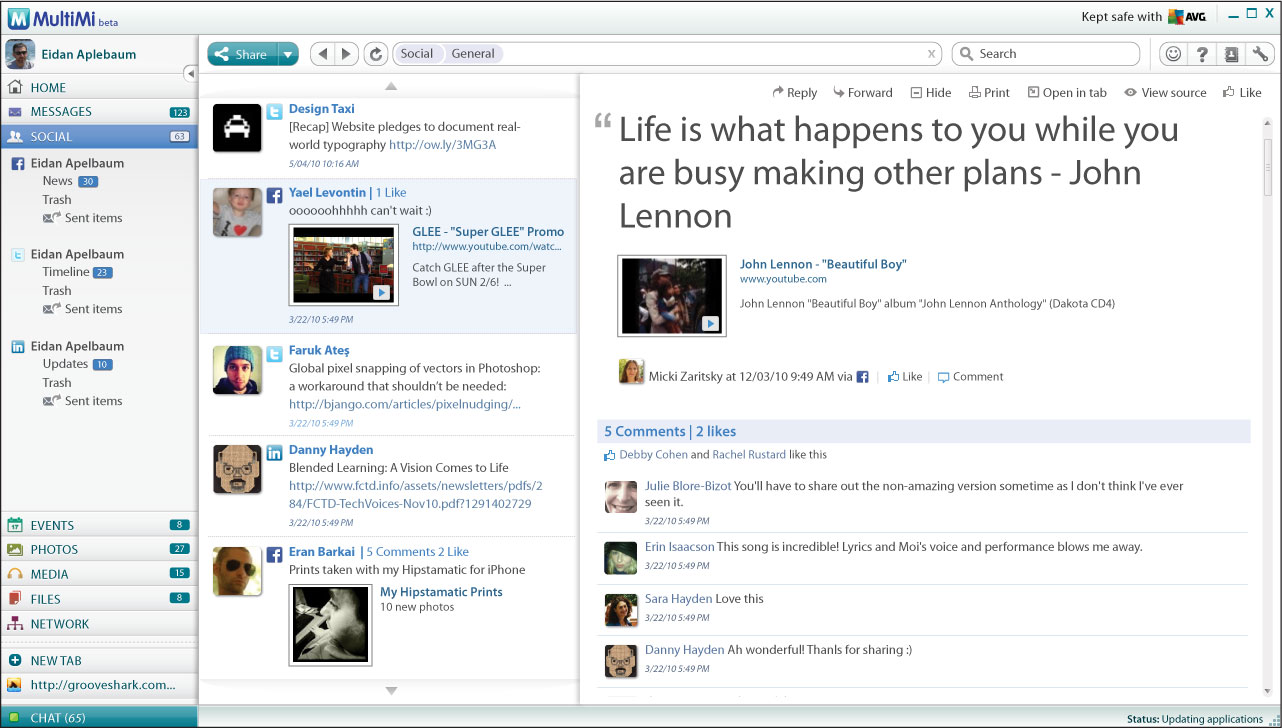 MultiMi beta
Kept safe with AVG
Eidan Aplebaum
HOME
MESSAGES 123
SOCIAL 63
Eidan Apelbaum
News 30
Trash
Sent items
Eidan Apelbaum
Timeline 23
Trash
Sent items
Eidan Apelbaum
Updates 10
Trash
Sent items
EVENTS 8
PHOTOS 27
MEDIA 15
FILES 8
NETWORK
NEW TAB
http://grooveshark.com...
CHAT (65)
Share
Social General x
Search
Design Taxi
[Recap] Website pledges to document real-
world typography http://ow.ly/3MG3A
5/04/10 10:16 AM
Yael Levontin | 1 Like
oooooohhhhh can't wait :)
GLEE - "Super GLEE" Promo
http://www.youtube.com/watc...
Catch GLEE after the Super
Bowl on SUN 2/6! ...
3/22/10 5:49 PM
Faruk Ateş
Global pixel snapping of vectors in Photoshop:
a workaround that shouldn't be needed:
http://bjango.com/articles/pixelnudging/...
3/22/10 5:49 PM
Danny Hayden
Blended Learning: A Vision Comes to Life
http://www.fctd.info/assets/newsletters/pdfs/2
84/FCTD-TechVoices-Nov10.pdf?1291402729
3/22/10 5:49 PM
Eran Barkai | 5 Comments 2 Like
Prints taken with my Hipstamatic for iPhone
My Hipstamatic Prints
10 new photos
Reply Forward Hide Print Open in tab View source Like
“ Life is what happens to you while you
are busy making other plans - John
Lennon
John Lennon - "Beautiful Boy"
www.youtube.com
John Lennon "Beautiful Boy" album "John Lennon Anthology" (Dakota CD4)
Micki Zaritsky at 12/03/10 9:49 AM via | Like | Comment
5 Comments | 2 likes
Debby Cohen and Rachel Rustard like this
Julie Blore-Bizot You'll have to share out the non-amazing version sometime as I don't think I've ever
seen it.
3/22/10 5:49 PM
Erin Isaacson This song is incredible! Lyrics and Moi's voice and performance blows me away.
3/22/10 5:49 PM
Sara Hayden Love this
3/22/10 5:49 PM
Danny Hayden Ah wonderful! Thanls for sharing :)
3/22/10 5:49 PM
Status: Updating applications